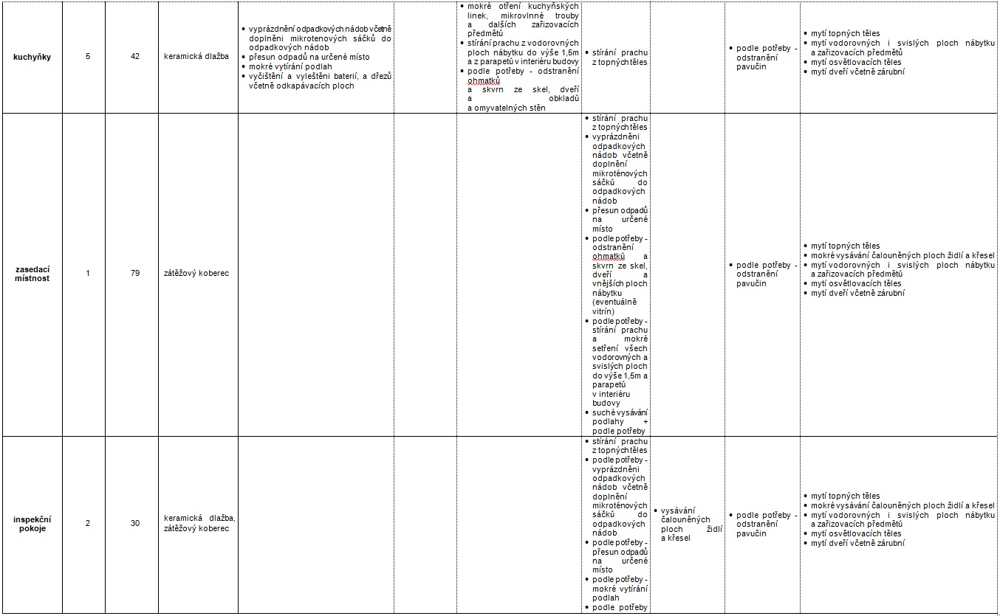 kuchyňky
5
42
keramická dlažba
• vyprázdnění odpadkových nádob včetně
doplněni mikrotenových sáčků do
odpadkových nádob
• přesun odpadů na určené místo
• mokré vytírání podlah
• vyčištění a vyleštěni baterií, a dřezů
včetně odkapávacích ploch
• mokré otření kuchyňských
linek, mikrovlnné trouby
a dalších zařizovacích
předmětů
• stírání prachu z vodorovných
ploch nábytku do výše 1,5m
a z parapetů v interiéru budovy
• podle potřeby - odstranění
ohmatků
a skvrn ze skel, dveří
a obkladů
a omyvatelných stěn
• stírání prachu
z topných těles
• podle potřeby -
odstranění
pavučin
• mytí topných těles
• mytí vodorovných i svislých ploch nábytku
a zařizovacích předmětů
• mytí osvětlovacích těles
• mytí dveří včetně zárubní
zasedací
místnost
1
79
zátěžový koberec
• stírání prachu
z topných těles
• vyprázdněni
odpadkových
nádob včetně
doplnění
mikroténových
sáčků do
odpadkových
nádob
• přesun odpadů
na určené
místo
• podle potřeby -
odstranění
ohmatků a
skvrn ze skel,
dveří a
vnějších ploch
nábytku
(eventuálně
vitrín)
• podle potřeby -
stírání prachu
a mokré
setření všech
vodorovných a
svislých ploch
do výše 1,5m a
parapetů
v interiéru
budovy
• suché vysávání
podlahy +
podle potřeby
• podle potřeby -
odstranění
pavučin
• mytí topných těles
• mokré vysávání čalouněných ploch židlí a křesel
• mytí vodorovných i svislých ploch nábytku
a zařizovacích předmětů
• mytí osvětlovacích těles
• mytí dveří včetně zárubní
inspekční
pokoje
2
30
keramická dlažba,
zátěžový koberec
• stírání prachu
z topných těles
• podle potřeby -
vyprázdněni
odpadkových
nádob včetně
doplnění
mikroténových
sáčků do
odpadkových
nádob
• podle potřeby -
přesun odpadů
na určené
místo
• podle potřeby -
mokré vytírání
podlah
• podle potřeby
• vysávání
čalouněných
ploch židlí
a křesel
• podle potřeby -
odstranění
pavučin
• mytí topných těles
• mokré vysávání čalouněných ploch židlí a křesel
• mytí vodorovných i svislých ploch nábytku
a zařizovacích předmětů
• mytí osvětlovacích těles
• mytí dveří včetně zárubní